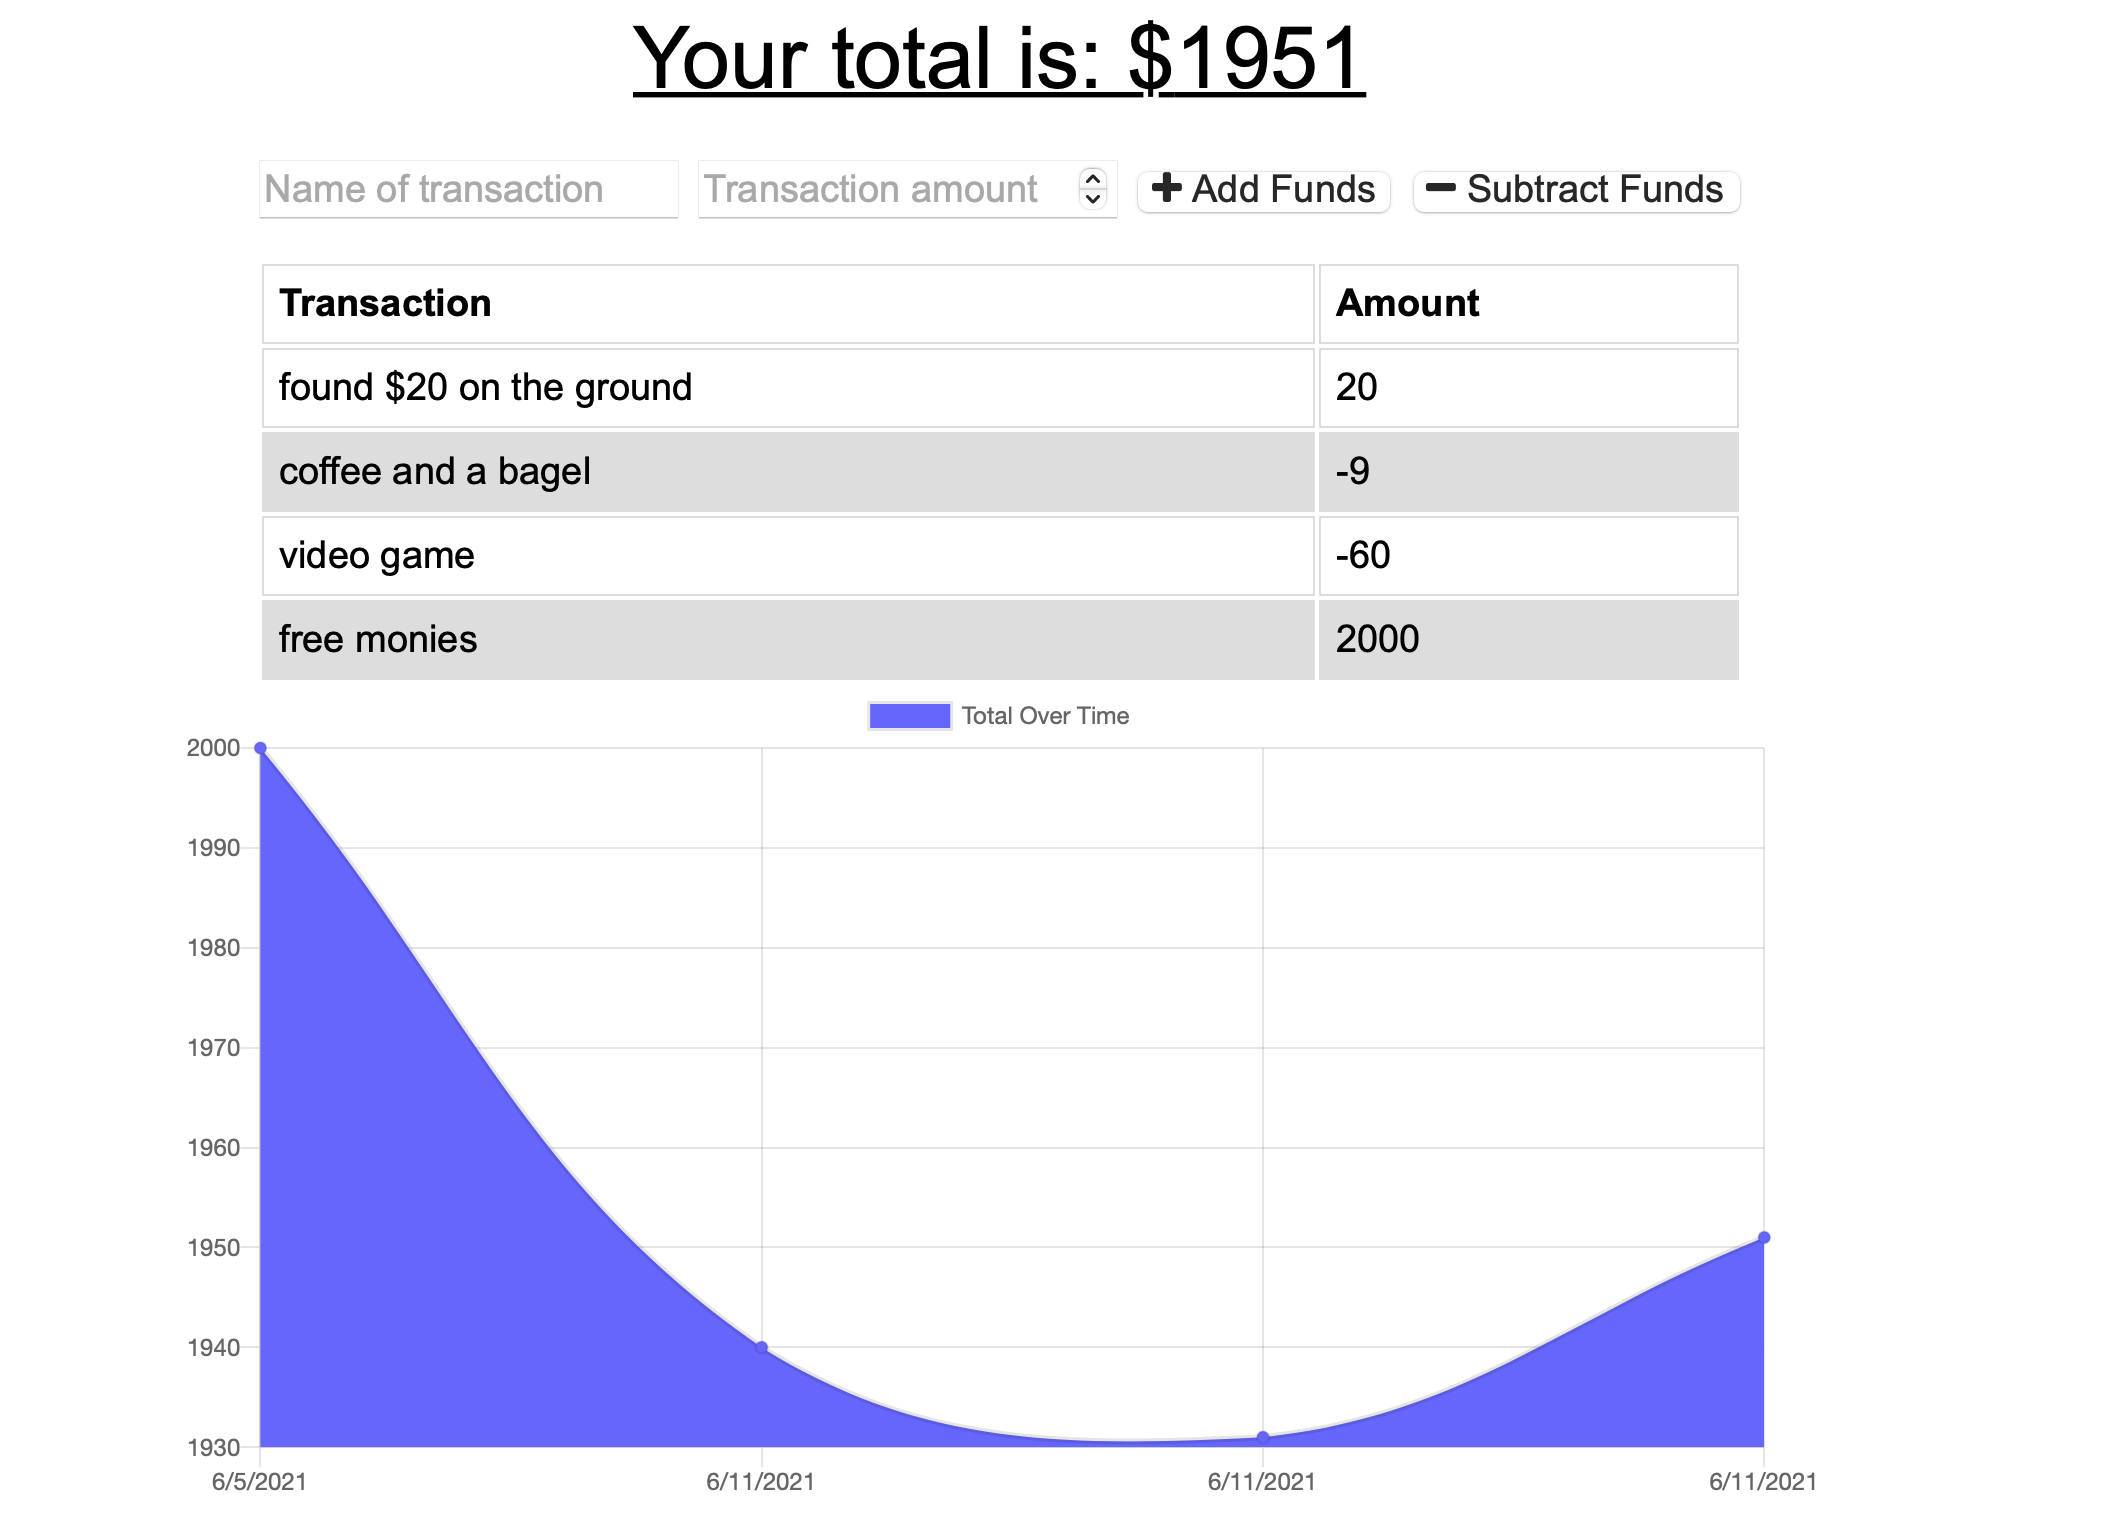 Your total is: $1951
Name of transaction Transaction amount Add Funds Subtract Funds
Transaction Amount
found $20 on the ground 20
coffee and a bagel -9
video game -60
free monies 2000
Total Over Time
2000
1990
1980
1970
1960
1950
1940
1930
6/5/2021 6/11/2021 6/11/2021 6/11/2021